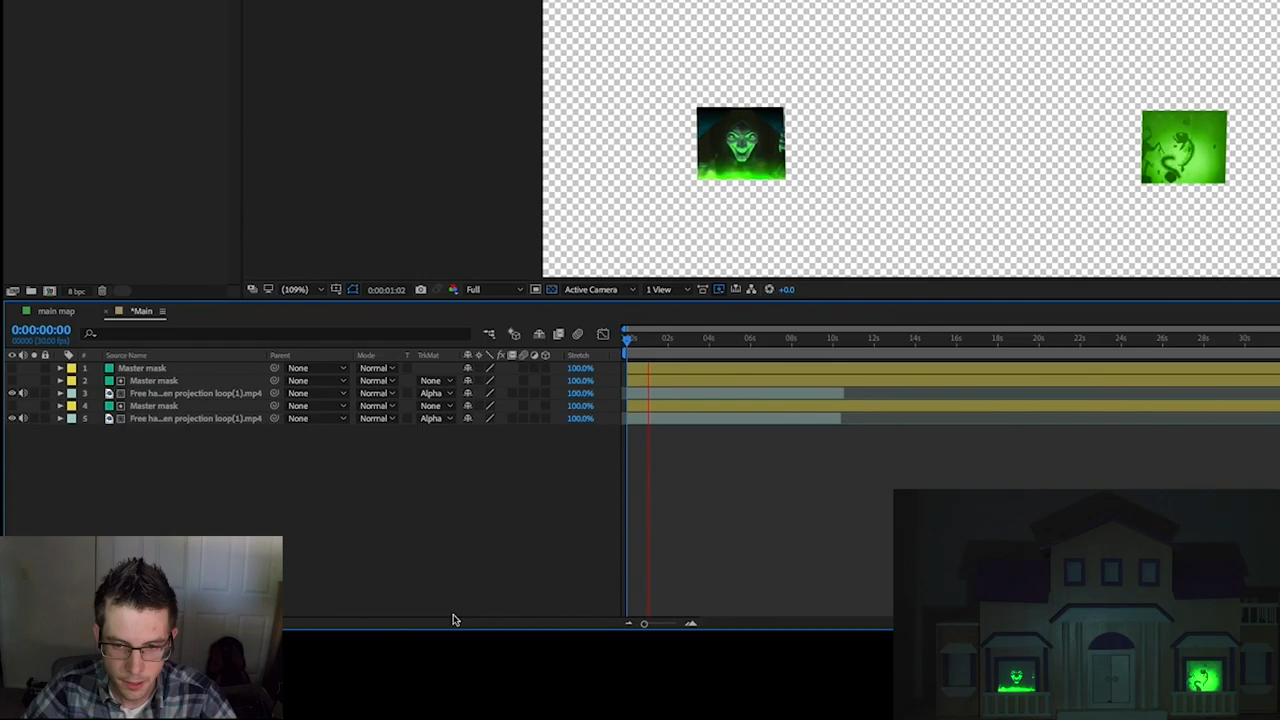 8 bpc
(109%)
0:00:01:02
Full
Active Camera
1 View
+0.0
main map
× *Main
0:00:00:00
00000 (30.00 fps)
# Source Name Parent Mode T TrkMat fx Stretch
1 Master mask None Normal 100.0%
2 Master mask None Normal None 100.0%
3 Free ha...en projection loop(1).mp4 None Normal Alpha 100.0%
4 Master mask None Normal None 100.0%
5 Free ha...en projection loop(1).mp4 None Normal Alpha 100.0%
02s 04s 06s 08s 10s 12s 14s 16s 18s 20s 22s 24s 26s 28s 30s